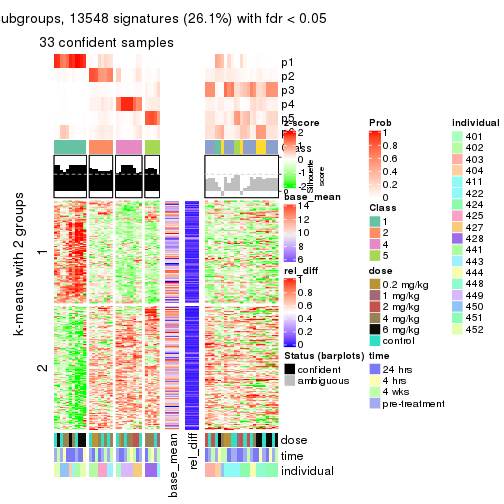 ubgroups, 13548 signatures (26.1%) with fdr < 0.05
33 confident samples
p1
p2
p3
p4
p5
z-score
2
1
0
-1
-2
Silhouette score
k-means with 2 groups
1
2
base_mean
14
12
10
8
6
rel_diff
1
0.8
0.6
0.4
0.2
0
Status (barplots)
confident
ambiguous
Prob
1
0.8
0.6
0.4
0.2
0
Class
1
2
4
5
dose
0.2 mg/kg
1 mg/kg
2 mg/kg
4 mg/kg
6 mg/kg
control
time
24 hrs
4 hrs
4 wks
pre-treatment
individual
401
402
403
404
411
422
424
425
427
428
441
443
444
448
449
450
451
452
dose
time
individual
base_mean
rel_diff